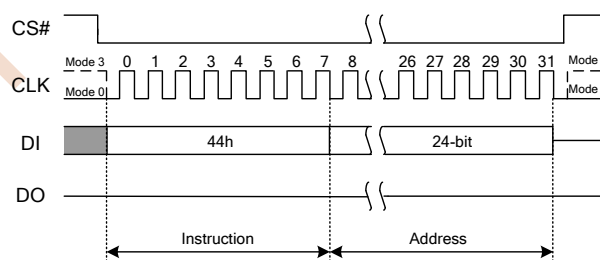 CS#
Mode 3 0 1 2 3 4 5 6 7 8 26 27 28 29 30 31 Mode
CLK
Mode 0 Mode
DI 44h 24-bit
DO
Instruction Address